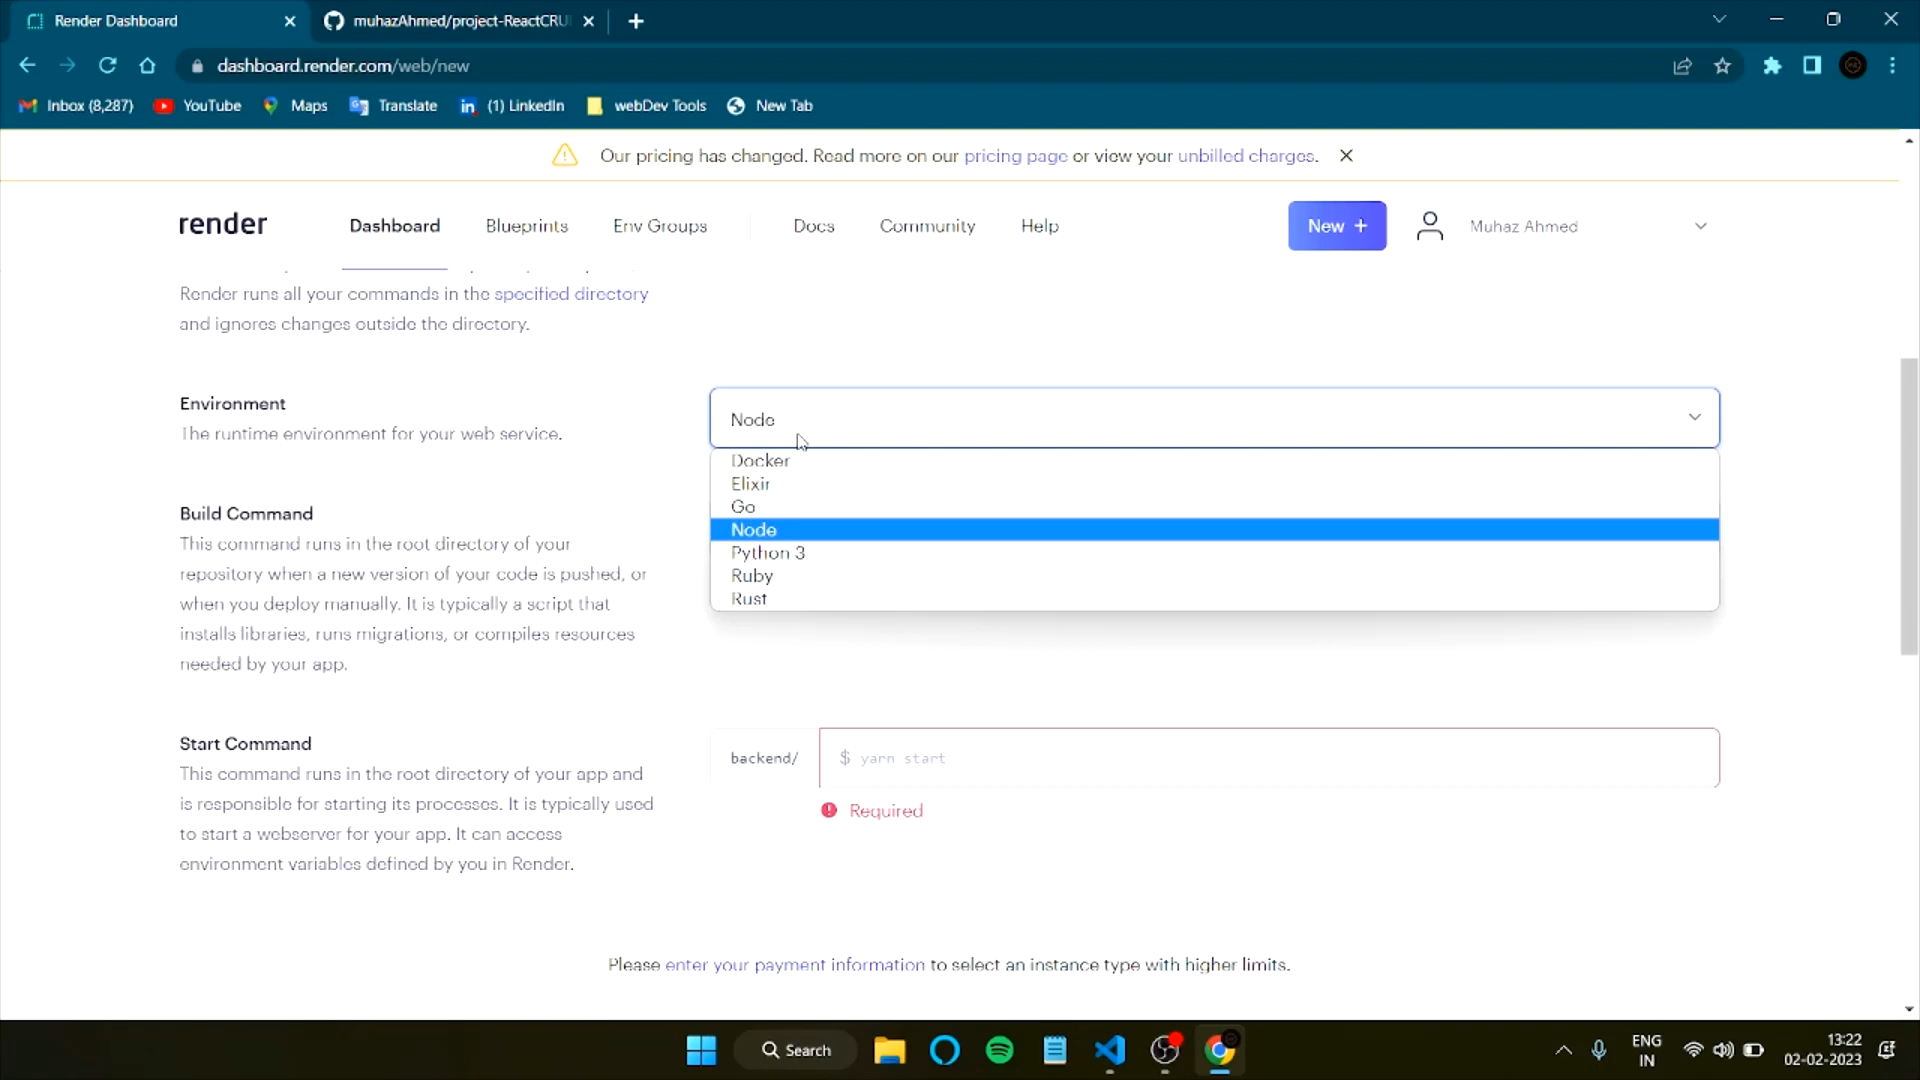 Render Dashboard
muhazAhmed/project-ReactCRU
dashboard.render.com/web/new
Inbox (8,287)
YouTube
Maps
Translate
(1) LinkedIn
webDev Tools
New Tab
Our pricing has changed. Read more on our pricing page or view your unbilled charges.
render
Dashboard
Blueprints
Env Groups
Docs
Community
Help
New +
Muhaz Ahmed
Render runs all your commands in the specified directory
and ignores changes outside the directory.
Environment
The runtime environment for your web service.
Node
Docker
Elixir
Go
Node
Python 3
Ruby
Rust
Build Command
This command runs in the root directory of your
repository when a new version of your code is pushed, or
when you deploy manually. It is typically a script that
installs libraries, runs migrations, or compiles resources
needed by your app.
Start Command
This command runs in the root directory of your app and
is responsible for starting its processes. It is typically used
to start a webserver for your app. It can access
environment variables defined by you in Render.
backend/
$ yarn start
Required
Please enter your payment information to select an instance type with higher limits.
Search
ENG
IN
13:22
02-02-2023